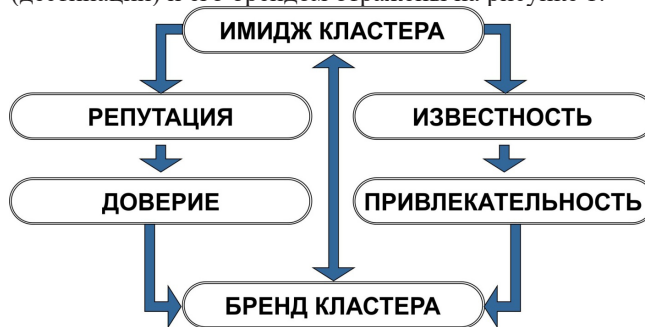 ИМИДЖ КЛАСТЕРА
РЕПУТАЦИЯ
ИЗВЕСТНОСТЬ
ДОВЕРИЕ
ПРИВЛЕКАТЕЛЬНОСТЬ
БРЕНД КЛАСТЕРА